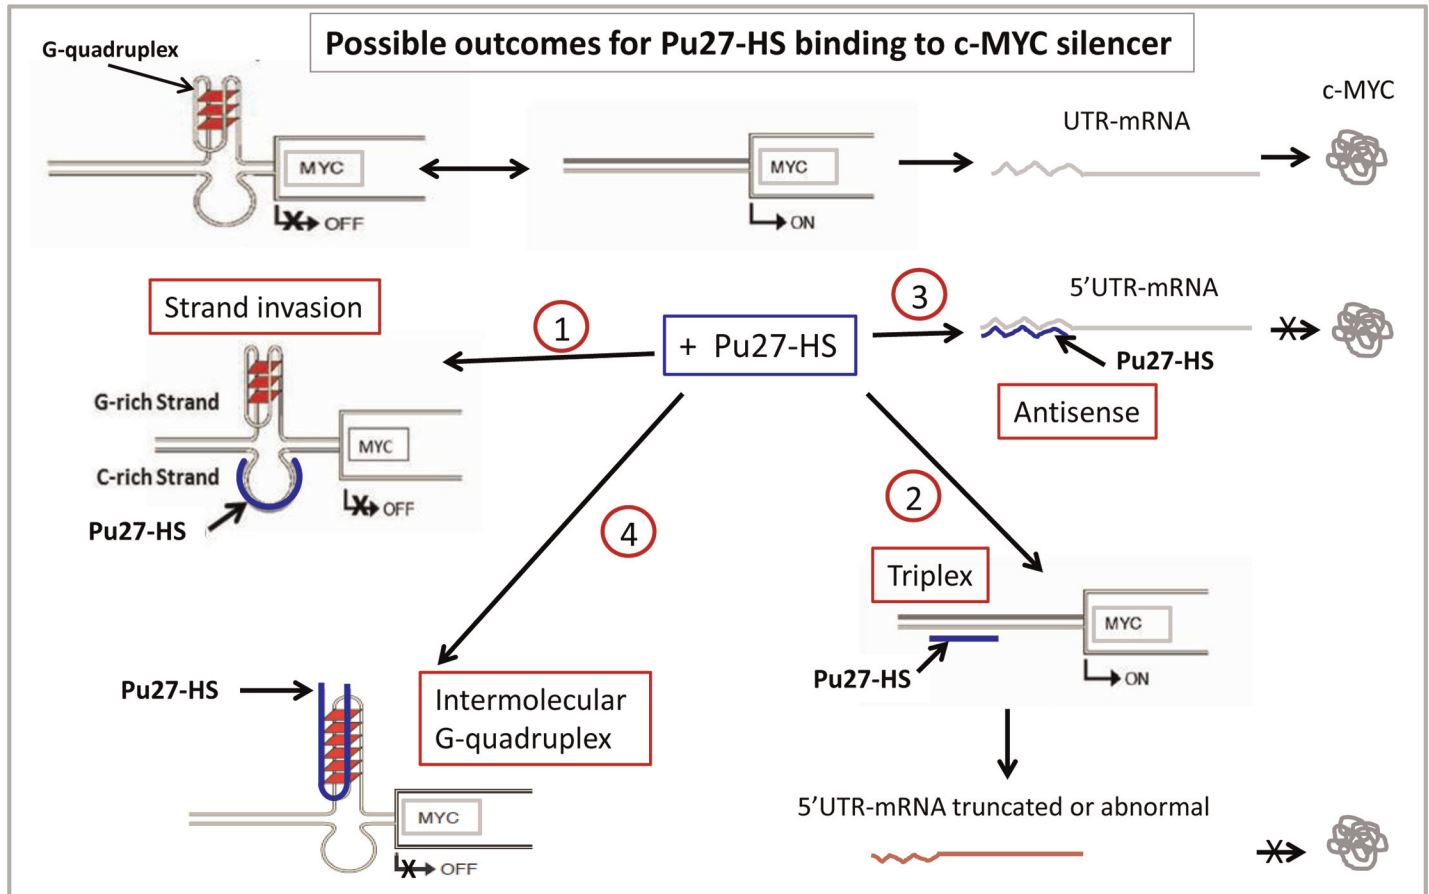 Possible outcomes for Pu27-HS binding to c-MYC silencer
G-quadruplex
MYC
X OFF
MYC
ON
UTR-mRNA
c-MYC
Strand invasion
1
+ Pu27-HS
3
5'UTR-mRNA
X
Pu27-HS
Antisense
G-rich Strand
MYC
C-rich Strand
X OFF
Pu27-HS
4
2
Triplex
MYC
Pu27-HS
ON
Pu27-HS
Intermolecular
G-quadruplex
MYC
X OFF
5'UTR-mRNA truncated or abnormal
X